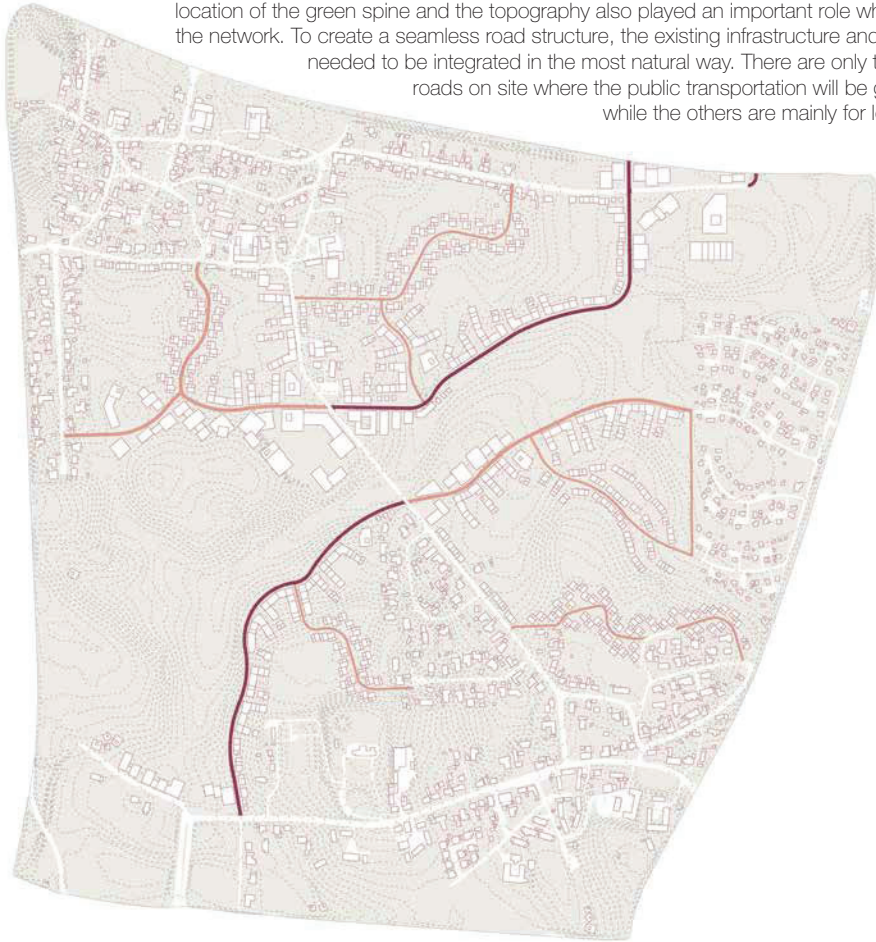 location of the green spine and the topography also played an important role wh
the network. To create a seamless road structure, the existing infrastructure and
needed to be integrated in the most natural way. There are only t
roads on site where the public transportation will be g
while the others are mainly for l